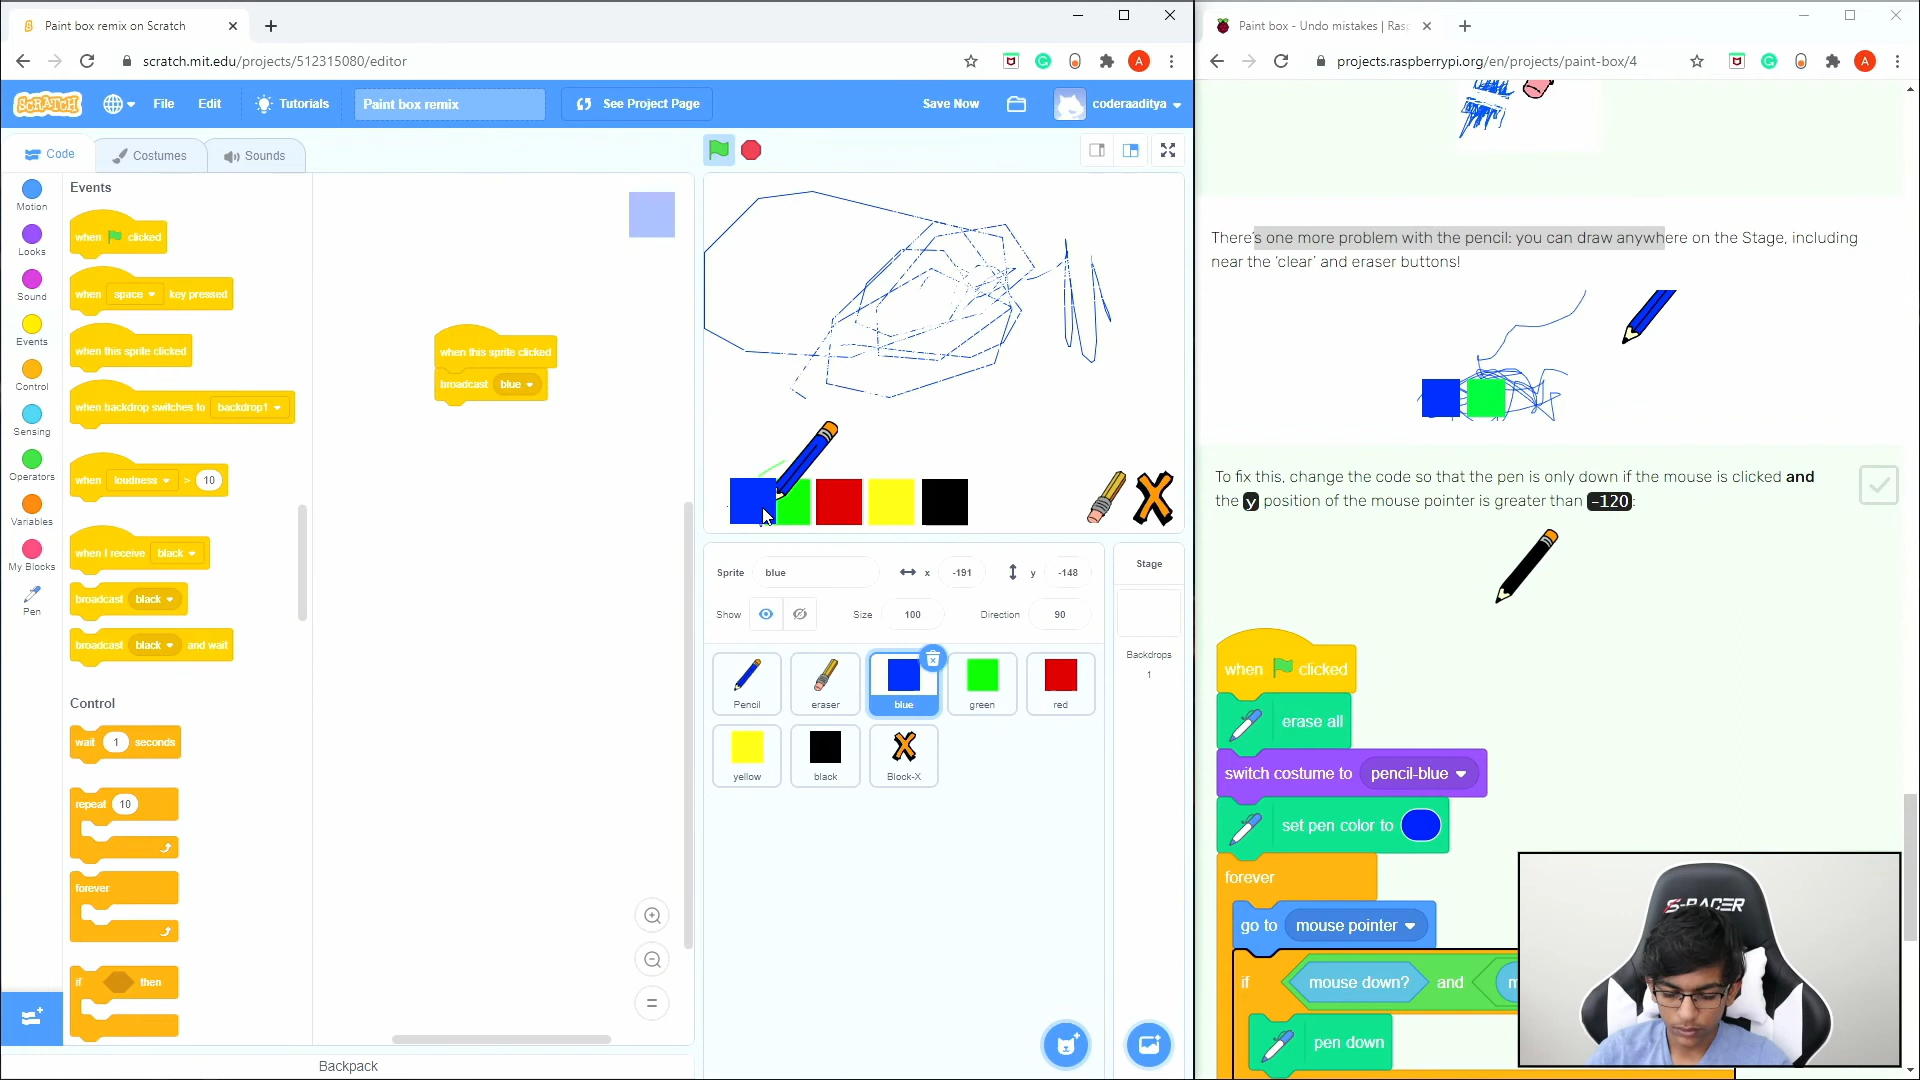 Paint box remix on Scratch
scratch.mit.edu/projects/512315080/editor
A
SCRATCH
File
Edit
Tutorials
Paint box remix
See Project Page
Save Now
coderaaditya
Code
Costumes
Sounds
Motion
Looks
Sound
Events
Control
Sensing
Operators
Variables
My Blocks
Pen
Events
when clicked
when space key pressed
when this sprite clicked
when backdrop switches to backdrop1
when loudness > 10
when I receive black
broadcast black
broadcast black and wait
Control
wait 1 seconds
repeat 10
forever
if then
when this sprite clicked
broadcast blue
Backpack
Sprite blue x -191 y -148
Show Size 100 Direction 90
Pencil
eraser
blue
green
red
yellow
black
Block-X
Stage
Backdrops
1
Paint box - Undo mistakes | Rasp
projects.raspberrypi.org/en/projects/paint-box/4
A
There's one more problem with the pencil: you can draw anywhere on the Stage, including
near the 'clear' and eraser buttons!
To fix this, change the code so that the pen is only down if the mouse is clicked and
the y position of the mouse pointer is greater than -120:
when clicked
erase all
switch costume to pencil-blue
set pen color to
forever
go to mouse pointer
if mouse down? and
pen down
S-RACER